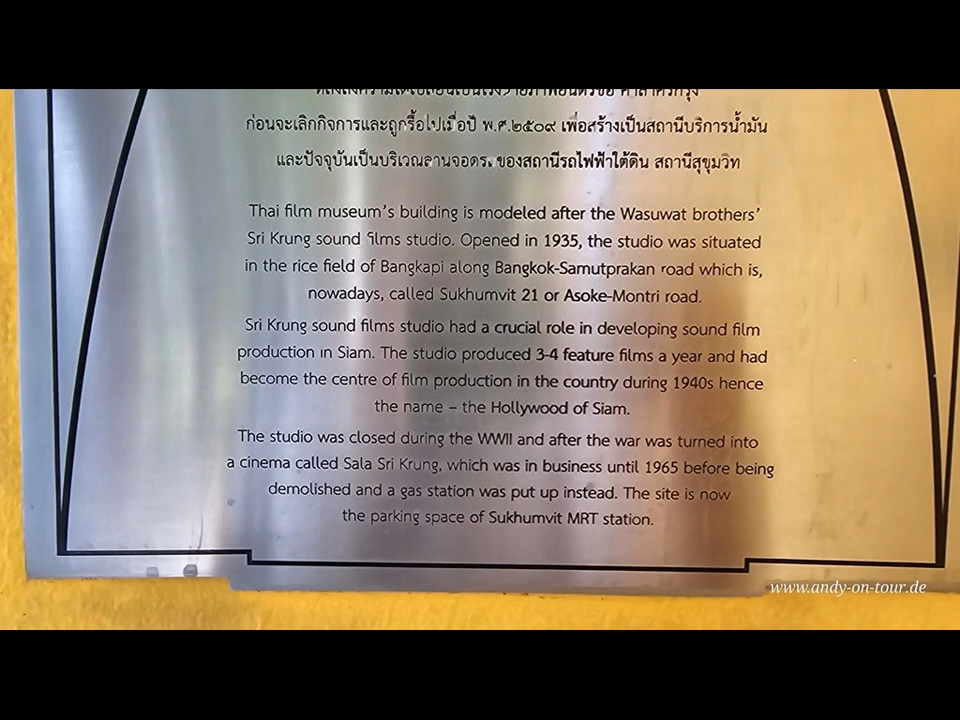 ก่อนจะเลิกกิจการและถูกรื้อไปเมื่อปี พ.ศ.๒๕๐๙ เพื่อสร้างเป็นสถานีบริการน้ำมัน
และปัจจุบันเป็นบริเวณลานจอดรถ ของสถานีรถไฟฟ้าใต้ดิน สถานีสุขุมวิท
Thai film museum's building is modeled after the Wasuwat brothers'
Sri Krung sound films studio. Opened in 1935, the studio was situated
in the rice field of Bangkapi along Bangkok-Samutprakan road which is,
nowadays, called Sukhumvit 21 or Asoke-Montri road.
Sri Krung sound films studio had a crucial role in developing sound film
production in Siam. The studio produced 3-4 feature films a year and had
become the centre of film production in the country during 1940s hence
the name – the Hollywood of Siam.
The studio was closed during the WWII and after the war was turned into
a cinema called Sala Sri Krung, which was in business until 1965 before being
demolished and a gas station was put up instead. The site is now
the parking space of Sukhumvit MRT station.
www.andy-on-tour.de